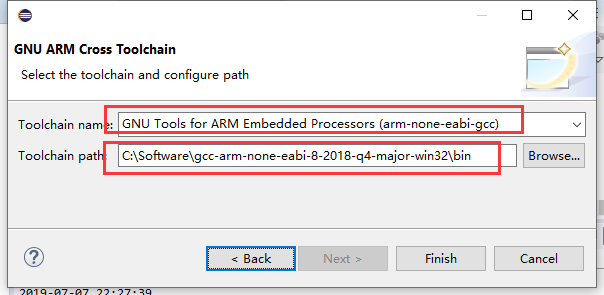 GNU ARM Cross Toolchain
Select the toolchain and configure path
Toolchain name: GNU Tools for ARM Embedded Processors (arm-none-eabi-gcc)
Toolchain path: C:\Software\gcc-arm-none-eabi-8-2018-q4-major-win32\bin Browse...
? < Back Next > Finish Cancel
2019-07-07 22:27:39